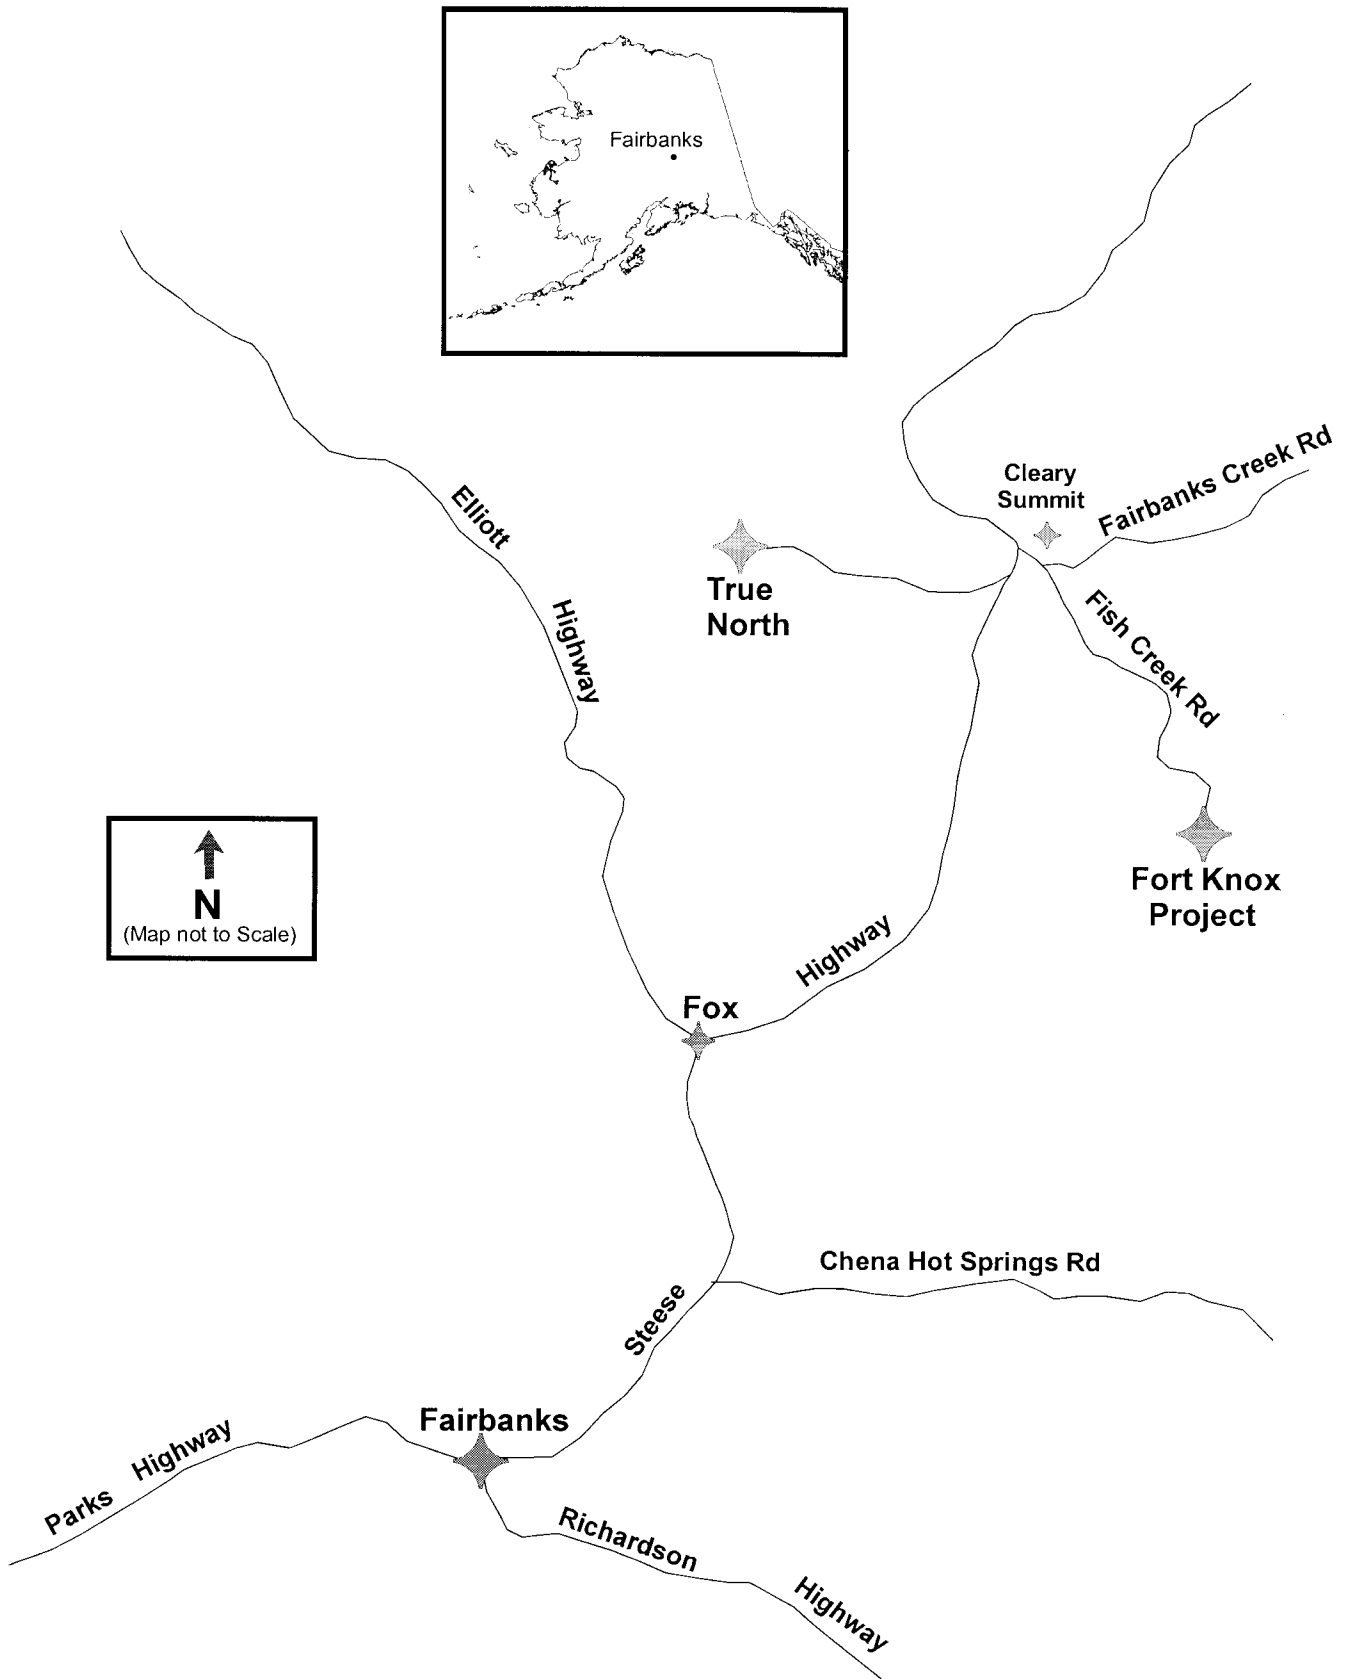 Fairbanks
Fairbanks Creek Rd
Cleary
Summit
Elliott
Highway
True
North
Fish Creek Rd
N
(Map not to Scale)
Fort Knox
Project
Highway
Fox
Chena Hot Springs Rd
Steese
Fairbanks
Parks Highway
Richardson
Highway